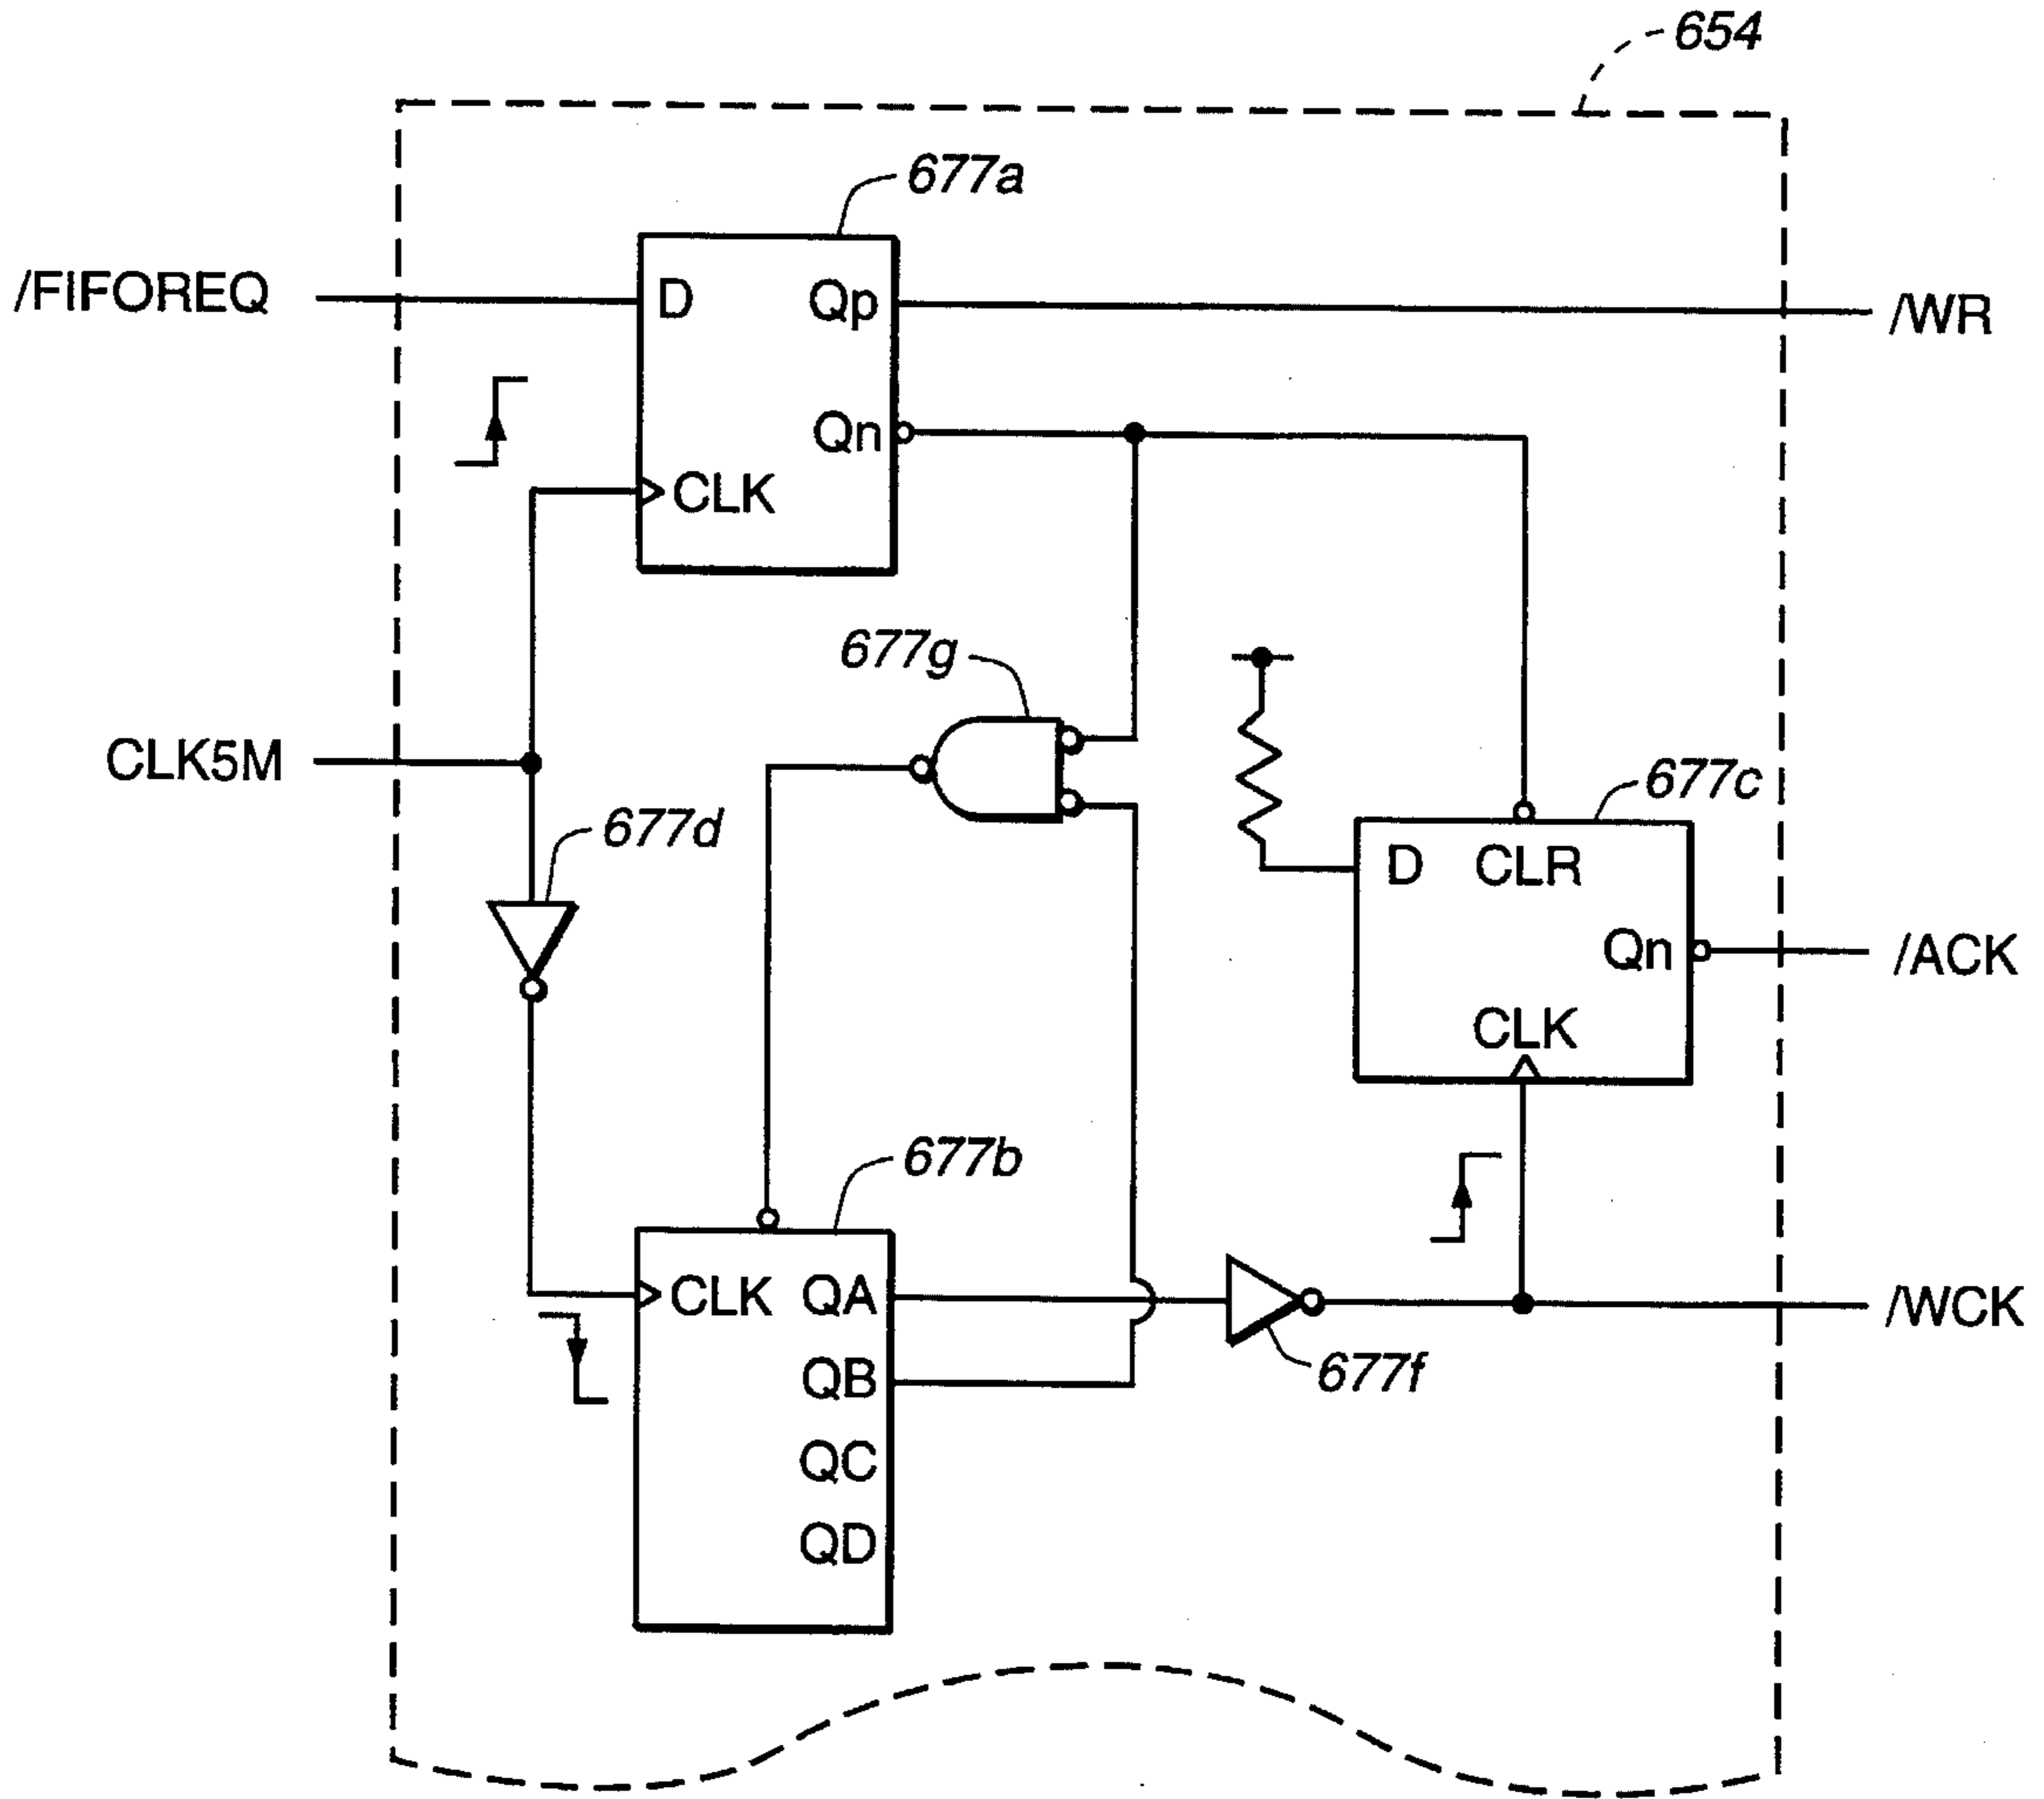 654
677a
/FIFOREQ
D
Qp
/WR
Qn
CLK
677g
CLK5M
677c
677d
D
CLR
Qn
/ACK
CLK
677b
CLK
QA
/WCK
677f
QB
QC
QD